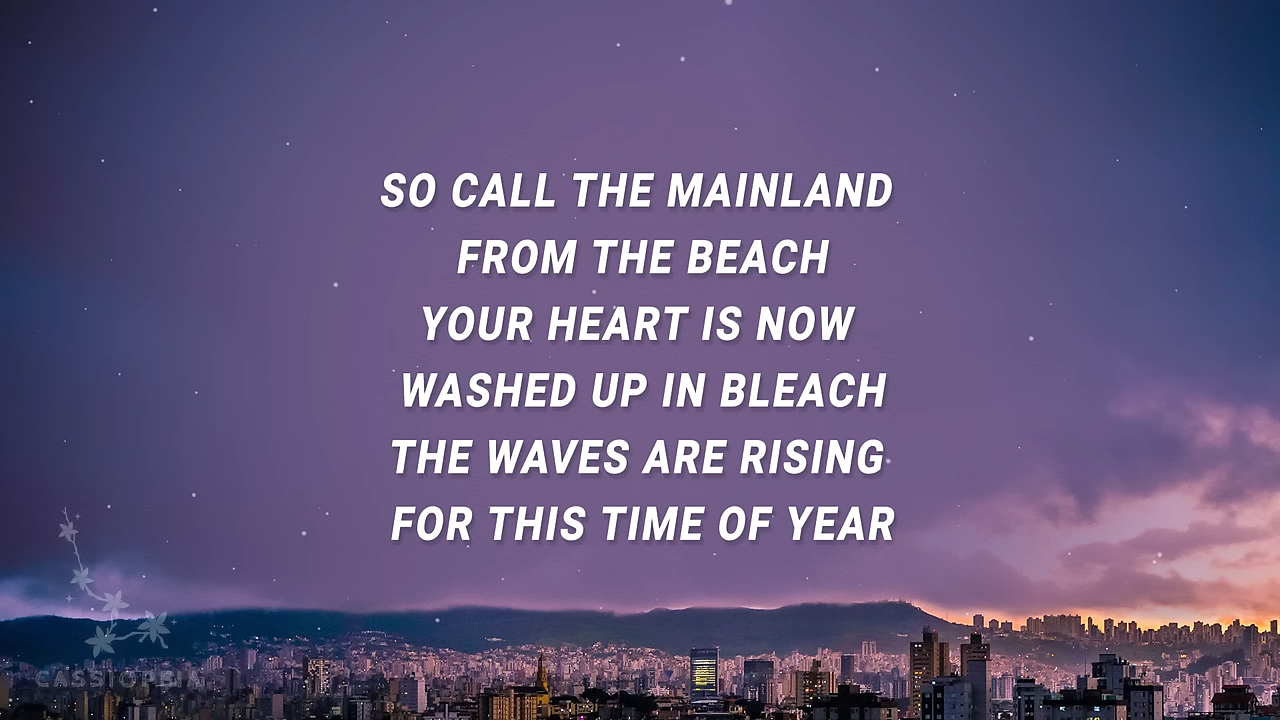 SO CALL THE MAINLAND
FROM THE BEACH
YOUR HEART IS NOW
WASHED UP IN BLEACH
THE WAVES ARE RISING
FOR THIS TIME OF YEAR
CASSIOPEIA